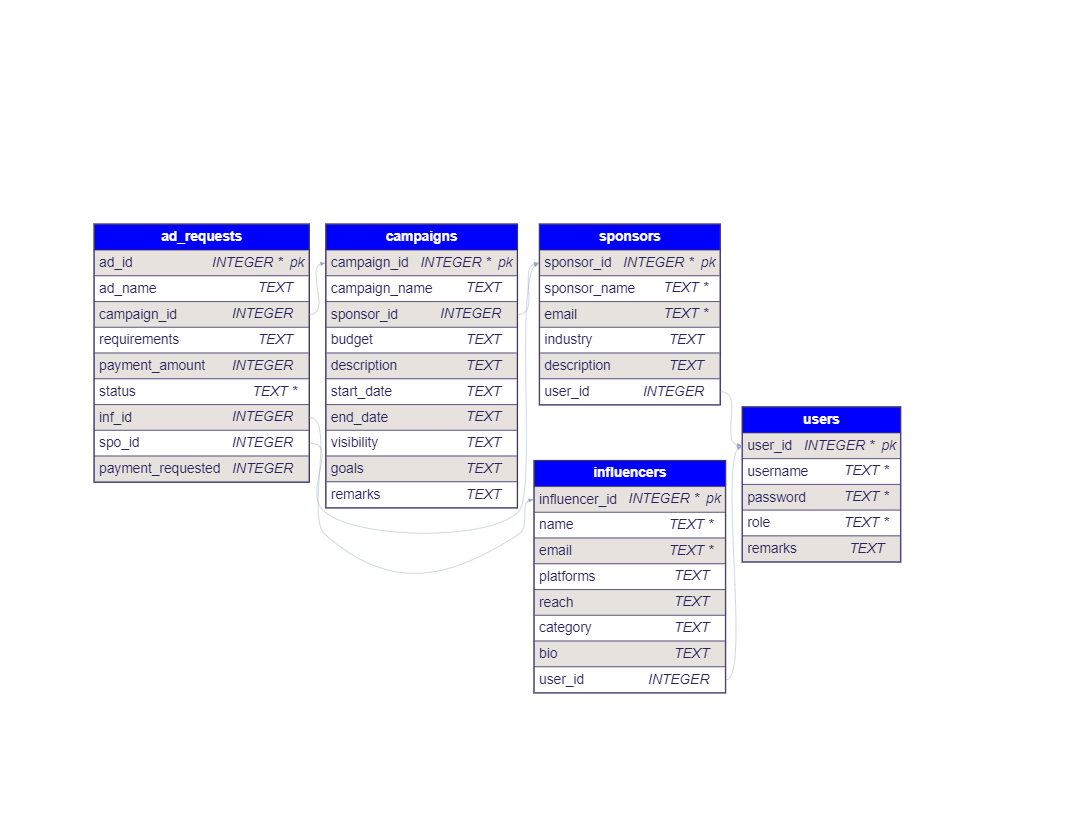 ad_requests
ad_id INTEGER * pk
ad_name TEXT
campaign_id INTEGER
requirements TEXT
payment_amount INTEGER
status TEXT *
inf_id INTEGER
spo_id INTEGER
payment_requested INTEGER
campaigns
campaign_id INTEGER * pk
campaign_name TEXT
sponsor_id INTEGER
budget TEXT
description TEXT
start_date TEXT
end_date TEXT
visibility TEXT
goals TEXT
remarks TEXT
sponsors
sponsor_id INTEGER * pk
sponsor_name TEXT *
email TEXT *
industry TEXT
description TEXT
user_id INTEGER
influencers
influencer_id INTEGER * pk
name TEXT *
email TEXT *
platforms TEXT
reach TEXT
category TEXT
bio TEXT
user_id INTEGER
users
user_id INTEGER * pk
username TEXT *
password TEXT *
role TEXT *
remarks TEXT